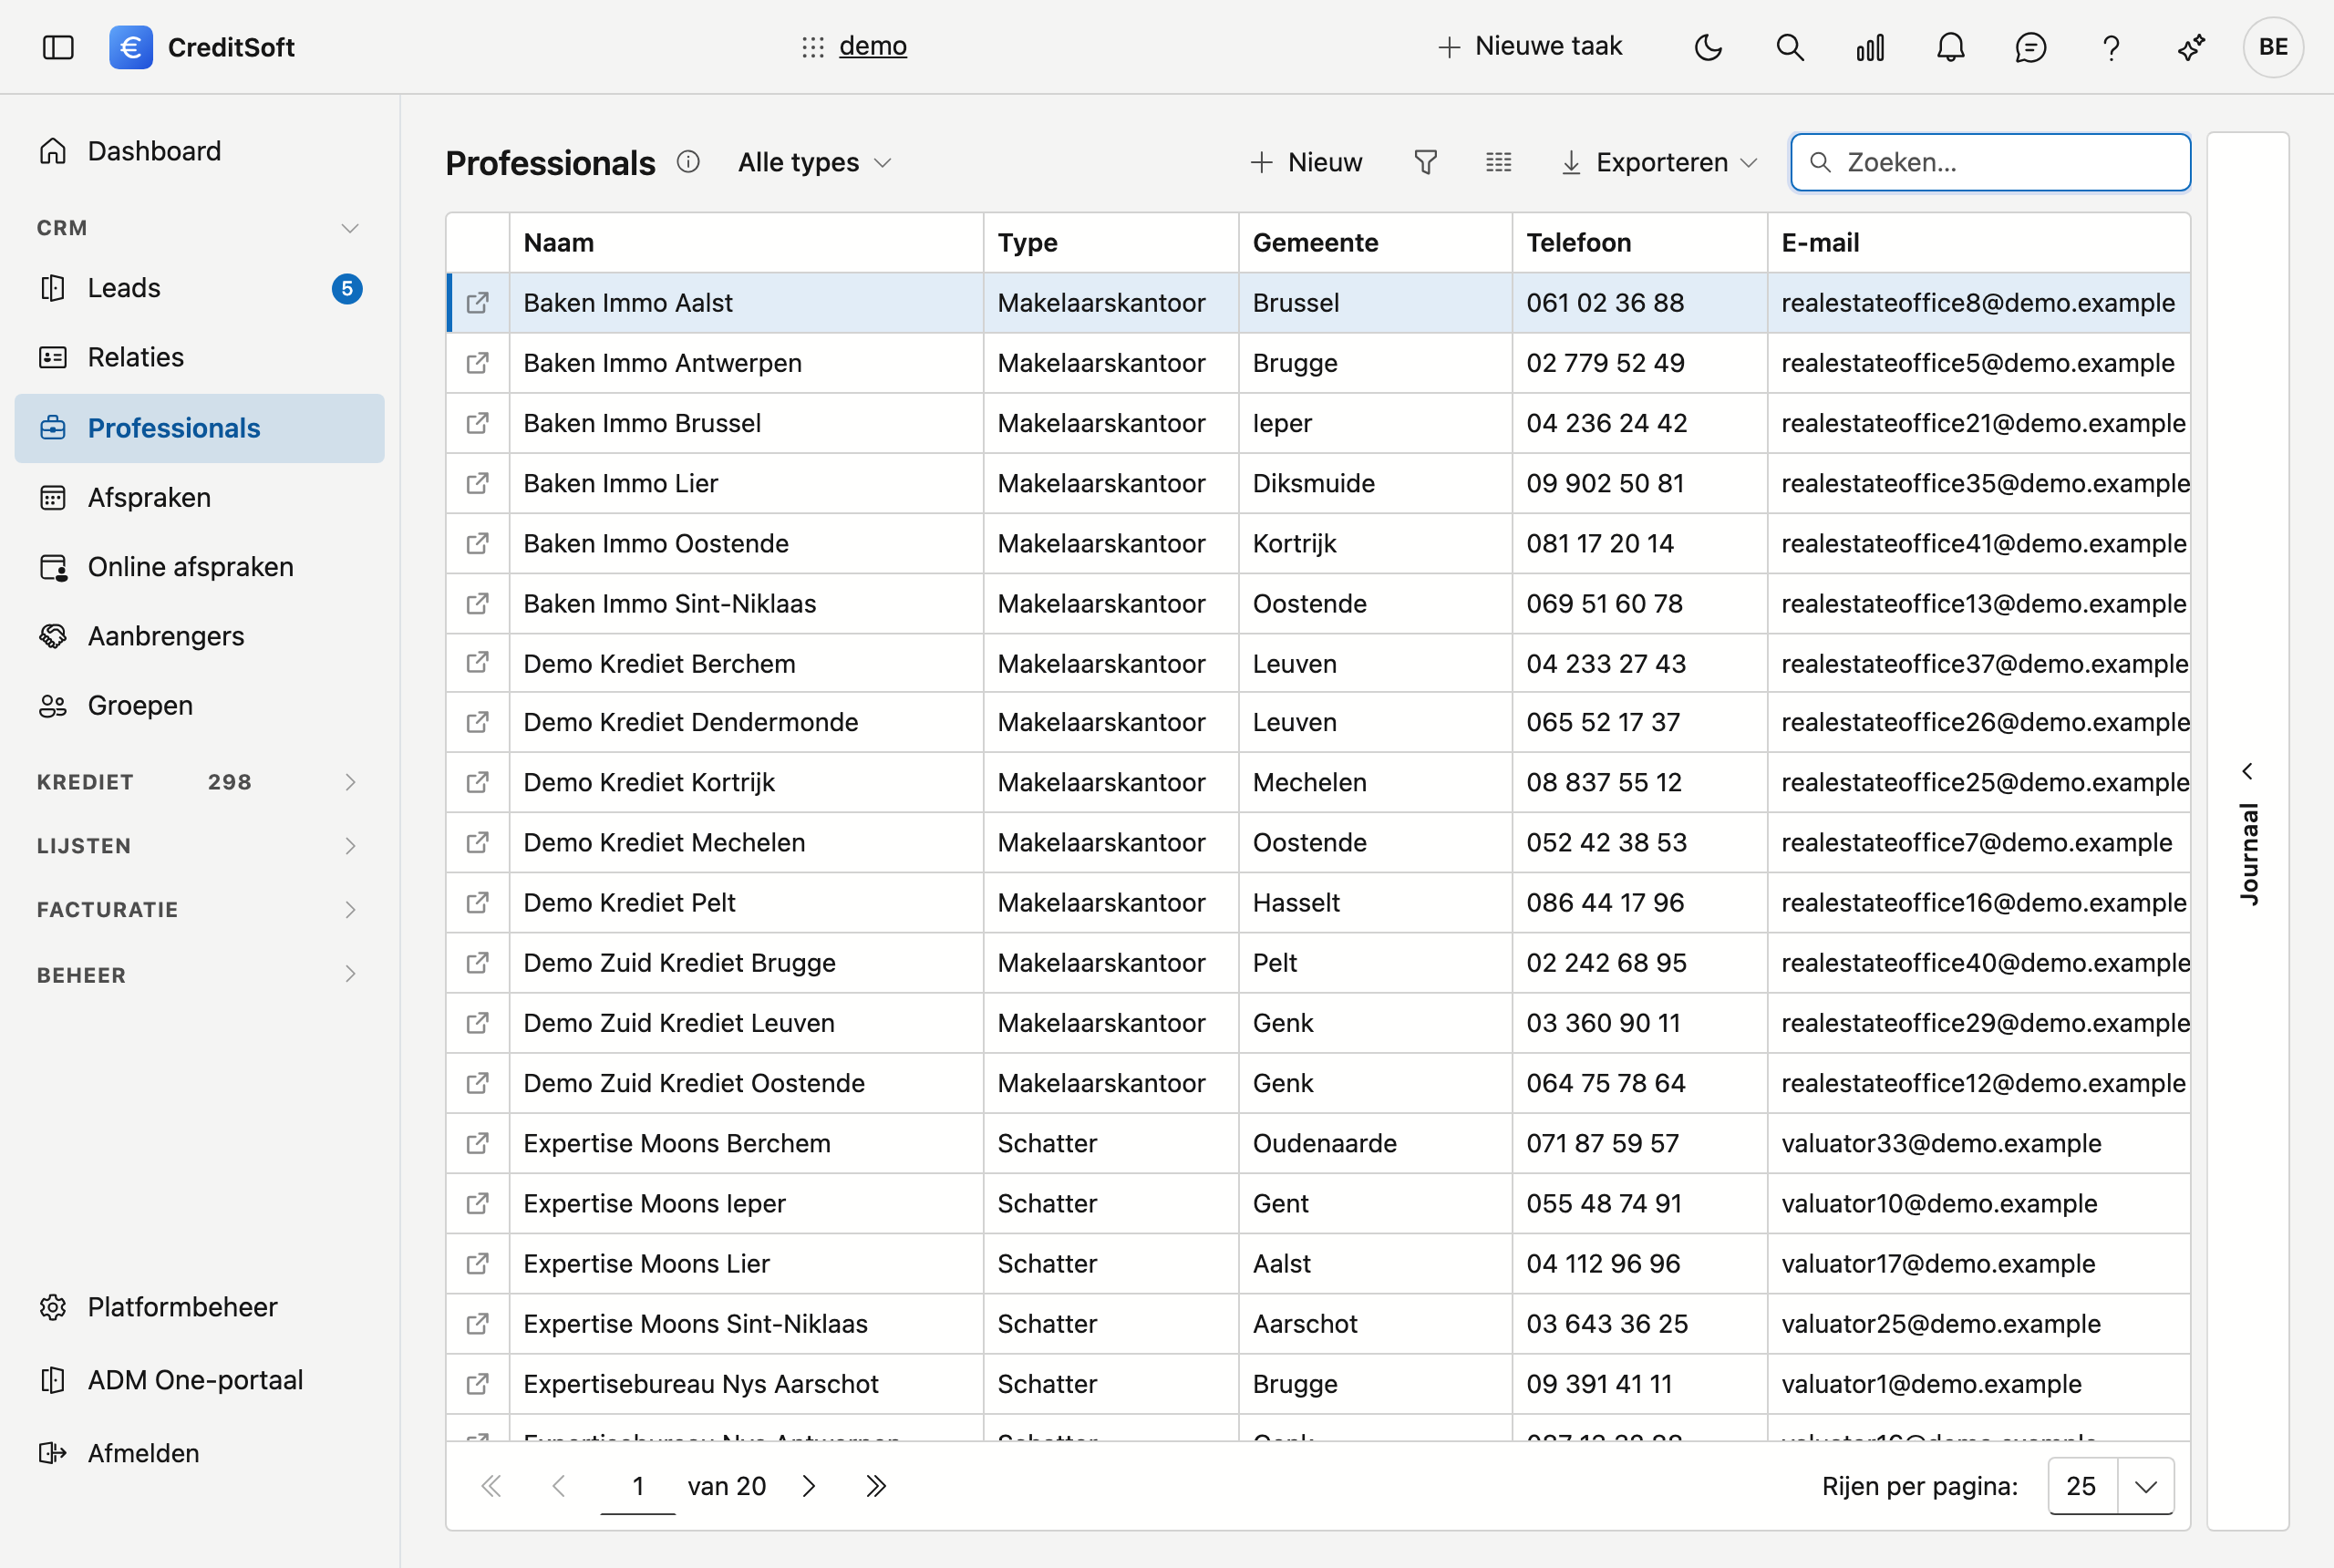 CreditSoft
demo
Nieuwe taak
BE
Dashboard
CRM
Leads 5
Relaties
Professionals
Afspraken
Online afspraken
Aanbrengers
Groepen
KREDIET 298
LIJSTEN
FACTURATIE
BEHEER
Platformbeheer
ADM One-portaal
Afmelden
Professionals Alle types Nieuw Exporteren Zoeken...
Naam Type Gemeente Telefoon E-mail
Baken Immo Aalst Makelaarskantoor Brussel 061 02 36 88 realestateoffice8@demo.example
Baken Immo Antwerpen Makelaarskantoor Brugge 02 779 52 49 realestateoffice5@demo.example
Baken Immo Brussel Makelaarskantoor Ieper 04 236 24 42 realestateoffice21@demo.example
Baken Immo Lier Makelaarskantoor Diksmuide 09 902 50 81 realestateoffice35@demo.example
Baken Immo Oostende Makelaarskantoor Kortrijk 081 17 20 14 realestateoffice41@demo.example
Baken Immo Sint-Niklaas Makelaarskantoor Oostende 069 51 60 78 realestateoffice13@demo.example
Demo Krediet Berchem Makelaarskantoor Leuven 04 233 27 43 realestateoffice37@demo.example
Demo Krediet Dendermonde Makelaarskantoor Leuven 065 52 17 37 realestateoffice26@demo.example
Demo Krediet Kortrijk Makelaarskantoor Mechelen 08 837 55 12 realestateoffice25@demo.example
Demo Krediet Mechelen Makelaarskantoor Oostende 052 42 38 53 realestateoffice7@demo.example
Demo Krediet Pelt Makelaarskantoor Hasselt 086 44 17 96 realestateoffice16@demo.example
Demo Zuid Krediet Brugge Makelaarskantoor Pelt 02 242 68 95 realestateoffice40@demo.example
Demo Zuid Krediet Leuven Makelaarskantoor Genk 03 360 90 11 realestateoffice29@demo.example
Demo Zuid Krediet Oostende Makelaarskantoor Genk 064 75 78 64 realestateoffice12@demo.example
Expertise Moons Berchem Schatter Oudenaarde 071 87 59 57 valuator33@demo.example
Expertise Moons Ieper Schatter Gent 055 48 74 91 valuator10@demo.example
Expertise Moons Lier Schatter Aalst 04 112 96 96 valuator17@demo.example
Expertise Moons Sint-Niklaas Schatter Aarschot 03 643 36 25 valuator25@demo.example
Expertisebureau Nys Aarschot Schatter Brugge 09 391 41 11 valuator1@demo.example
1 van 20
Rijen per pagina: 25
Journaal